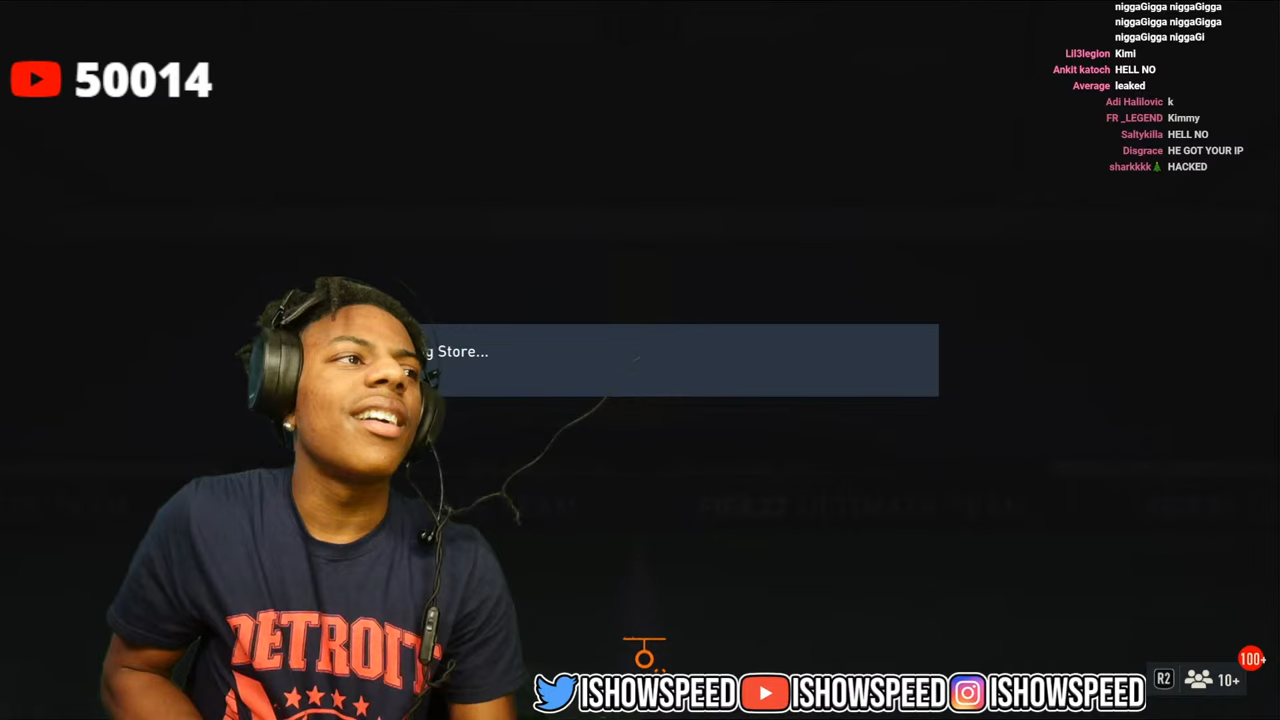 niggaGigga niggaGigga
niggaGigga niggaGigga
niggaGigga niggaGi
Lil3legion Kimi
Ankit katoch HELL NO
Average leaked
Adi Halilovic k
FR _LEGEND Kimmy
Saltykilla HELL NO
Disgrace HE GOT YOUR IP
sharkkkk🎄 HACKED
50014
g Store...
DETROIT
ISHOWSPEED ISHOWSPEED ISHOWSPEED
100+
R2 10+